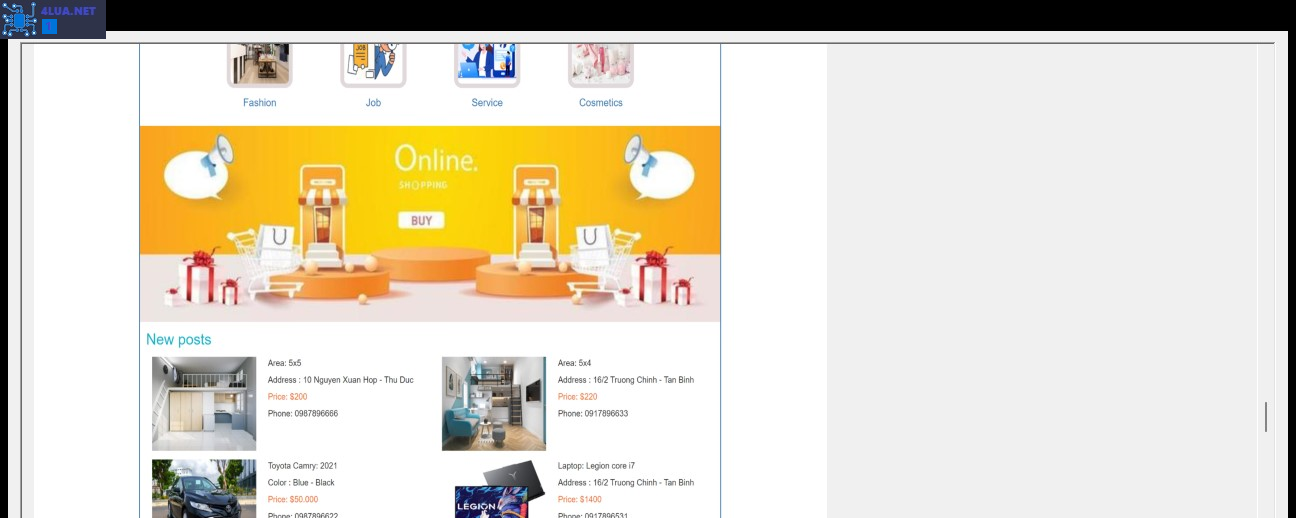 4LUA.NET
Fashion
Job
Service
Cosmetics
JOB
Online.
SHOPPING
BUY
New posts
Area: 5x5
Address : 10 Nguyen Xuan Hop - Thu Duc
Price: $200
Phone: 0987896666
Area: 5x4
Address : 16/2 Truong Chinh - Tan Binh
Price: $220
Phone: 0917896633
Toyota Camry: 2021
Color : Blue - Black
Price: $50.000
Phone: 0987896622
Laptop: Legion core i7
Address : 16/2 Truong Chinh - Tan Binh
Price: $1400
Phone: 0917896531
LEGION